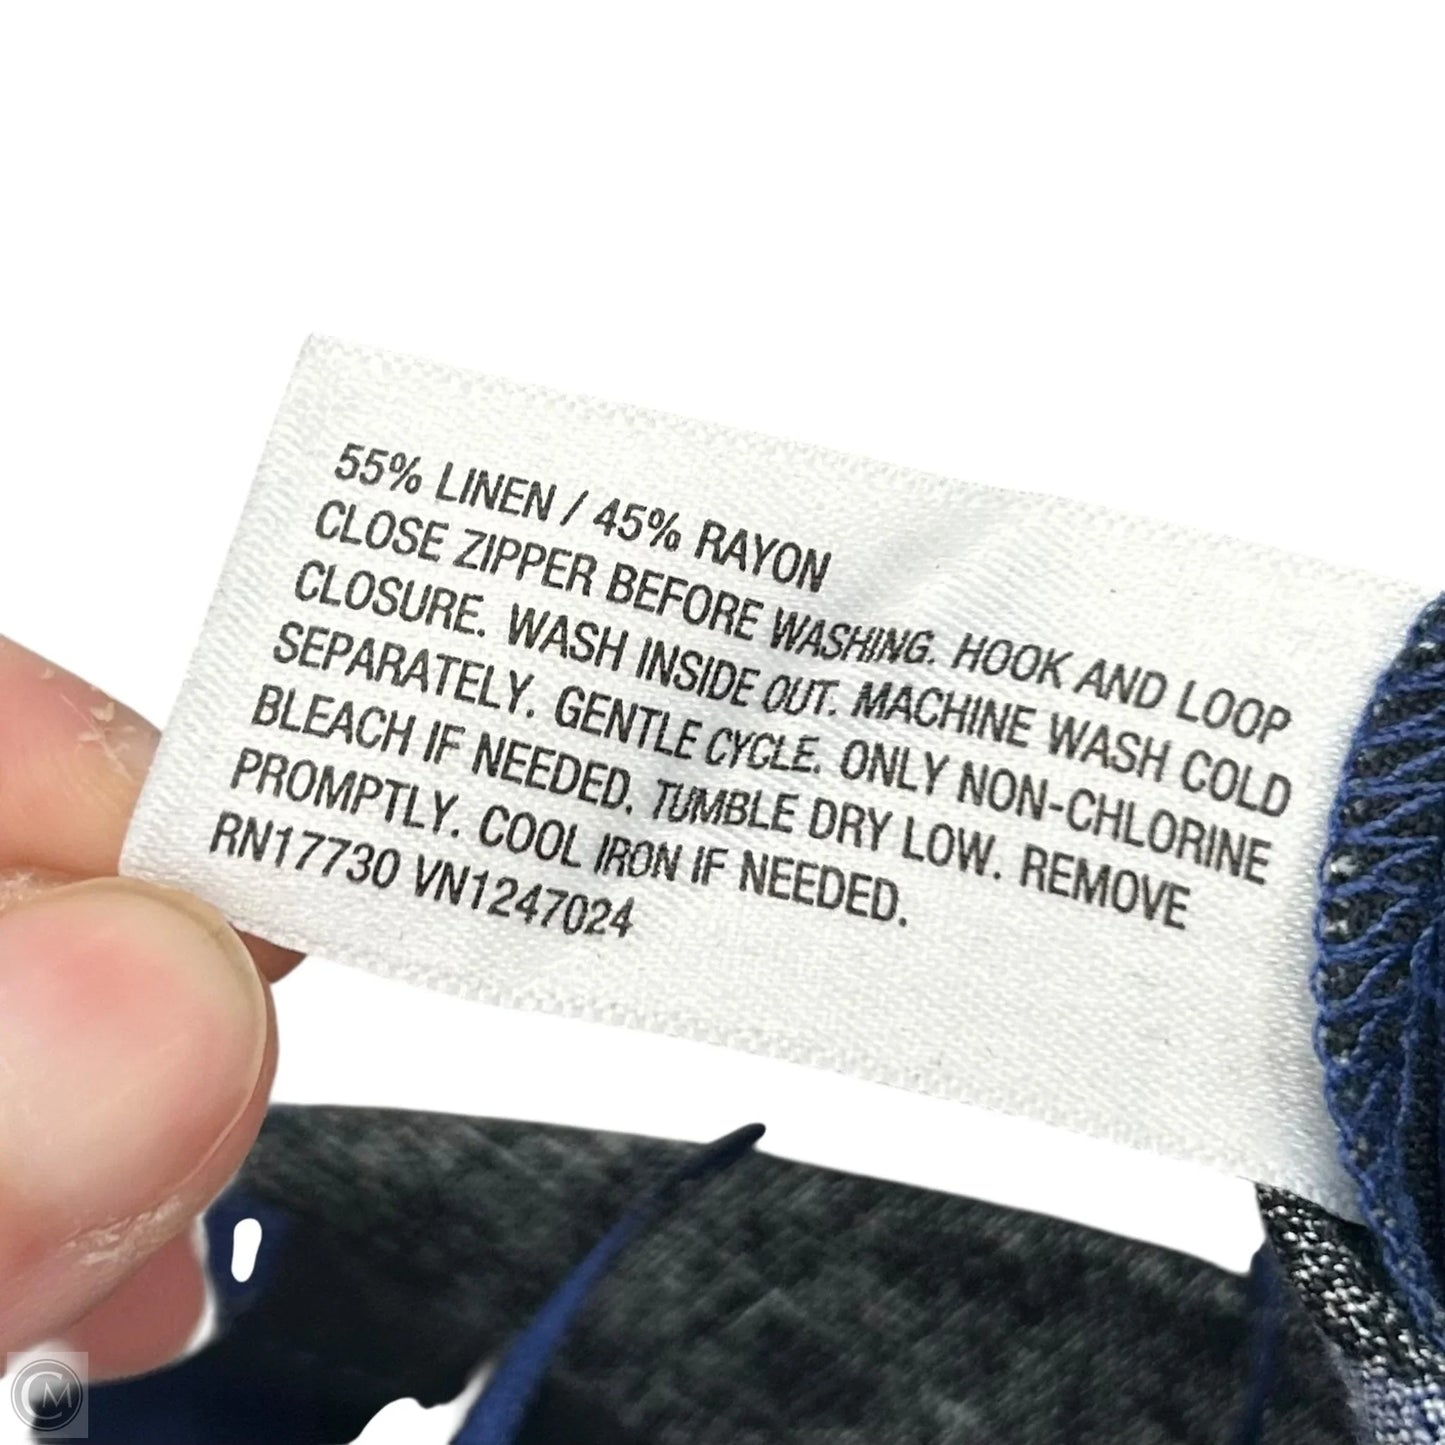 55% LINEN / 45% RAYON
CLOSE ZIPPER BEFORE WASHING. HOOK AND LOOP
CLOSURE. WASH INSIDE OUT. MACHINE WASH COLD
SEPARATELY. GENTLE CYCLE. ONLY NON-CHLORINE
BLEACH IF NEEDED. TUMBLE DRY LOW. REMOVE
PROMPTLY. COOL IRON IF NEEDED.
RN17730 VN1247024
CM